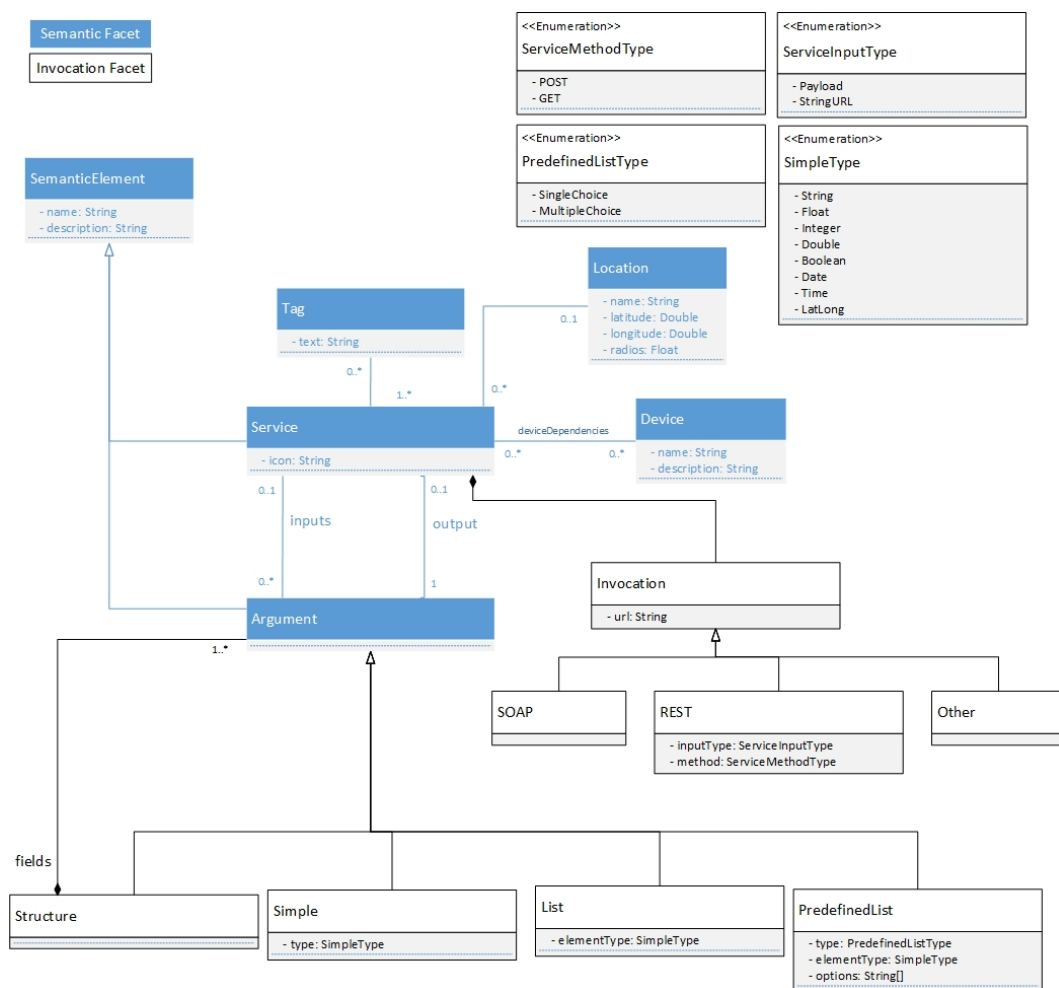 Semantic Facet
Invocation Facet
<<Enumeration>>
ServiceMethodType
- POST
- GET
<<Enumeration>>
ServiceInputType
- Payload
- StringURL
<<Enumeration>>
PredefinedListType
- SingleChoice
- MultipleChoice
<<Enumeration>>
SimpleType
- String
- Float
- Integer
- Double
- Boolean
- Date
- Time
- LatLong
SemanticElement
- name: String
- description: String
Tag
- text: String
0..*
1..*
Location
- name: String
- latitude: Double
- longitude: Double
- radios: Float
0..1
0..*
Service
- icon: String
deviceDependencies
0..*
0..*
Device
- name: String
- description: String
0..1
inputs
0..*
0..1
output
1
Argument
1..*
Invocation
- url: String
SOAP
REST
- inputType: ServiceInputType
- method: ServiceMethodType
Other
fields
Structure
Simple
- type: SimpleType
List
- elementType: SimpleType
PredefinedList
- type: PredefinedListType
- elementType: SimpleType
- options: String[]